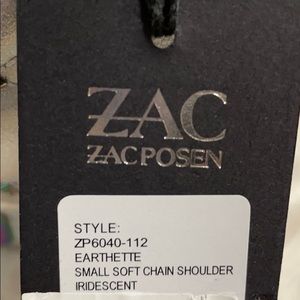 ZAC
ZAC POSEN
STYLE:
ZP6040-112
EARTHETTE
SMALL SOFT CHAIN SHOULDER
IRIDESCENT